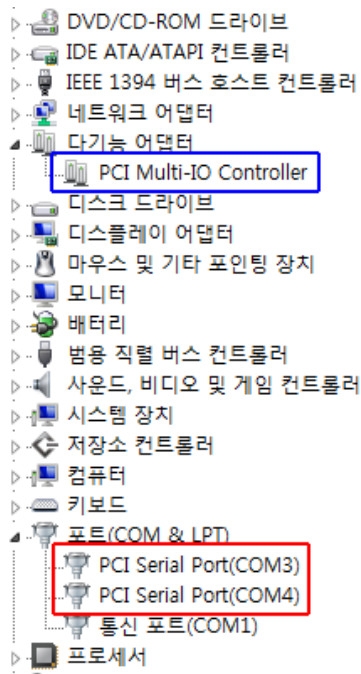 DVD/CD-ROM 드라이브
IDE ATA/ATAPI 컨트롤러
IEEE 1394 버스 호스트 컨트롤러
네트워크 어댑터
다기능 어댑터
PCI Multi-IO Controller
디스크 드라이브
디스플레이 어댑터
마우스 및 기타 포인팅 장치
모니터
배터리
범용 직렬 버스 컨트롤러
사운드, 비디오 및 게임 컨트롤러
시스템 장치
저장소 컨트롤러
컴퓨터
키보드
포트(COM & LPT)
PCI Serial Port(COM3)
PCI Serial Port(COM4)
통신 포트(COM1)
프로세서